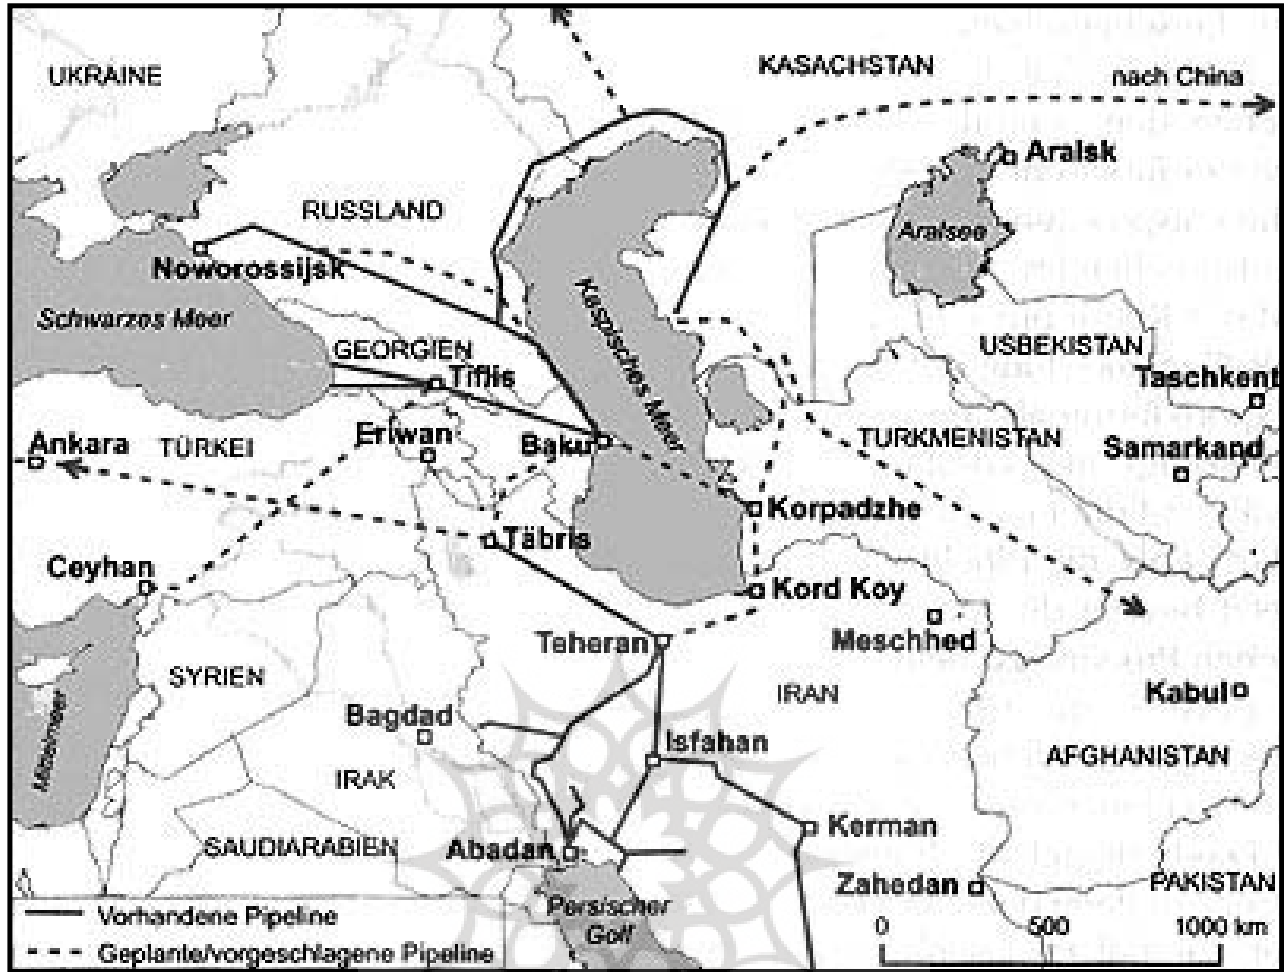 UKRAINE
KASACHSTAN
nach China
Aralsk
RUSSLAND
Aralsee
Noworossijsk
Schwarzes Meer
Kaspisches Meer
GEORGIEN
USBEKISTAN
Tiflis
Taschkent
Eriwan
Ankara
TÜRKEI
Baku
TURKMENISTAN
Samarkand
Korpadzhe
Täbris
Ceyhan
Kord Koy
Teheran
Meschhed
SYRIEN
IRAN
Kabul
Bagdad
Mittelmeer
Isfahan
AFGHANISTAN
IRAK
Kerman
SAUDIARABIEN
Abadan
Zahedan
PAKISTAN
Persischer
Golf
Vorhandene Pipeline
0 500 1000 km
Geplante/vorgeschlagene Pipeline